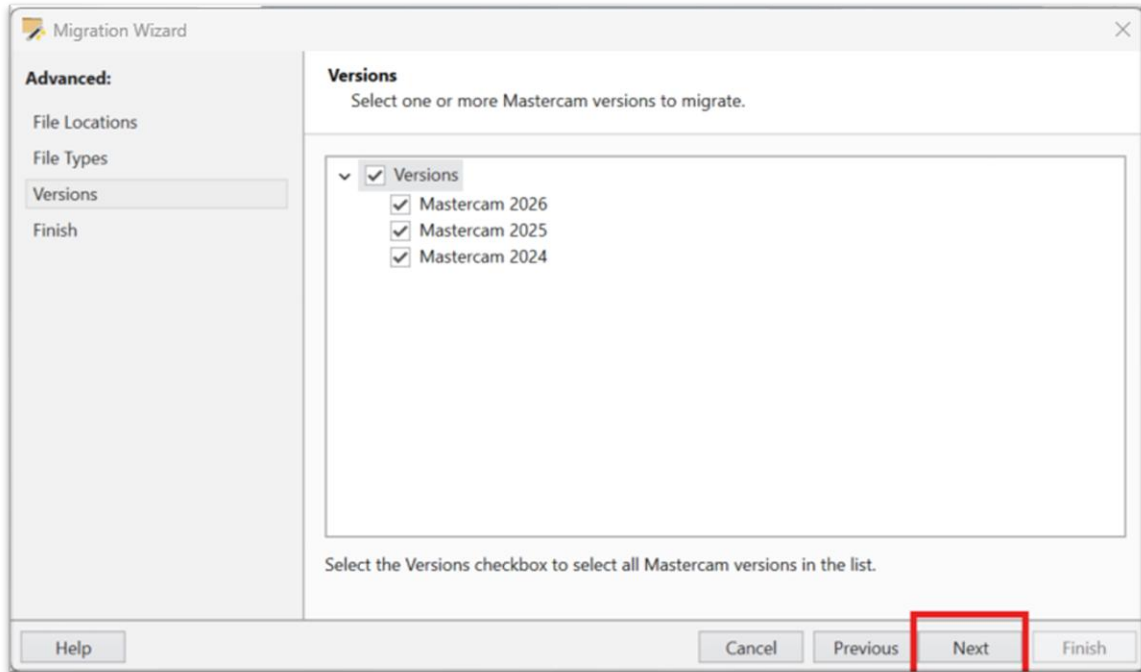 Migration Wizard
Advanced:
File Locations
File Types
Versions
Finish
Versions
Select one or more Mastercam versions to migrate.
Versions
Mastercam 2026
Mastercam 2025
Mastercam 2024
Select the Versions checkbox to select all Mastercam versions in the list.
Help
Cancel
Previous
Next
Finish